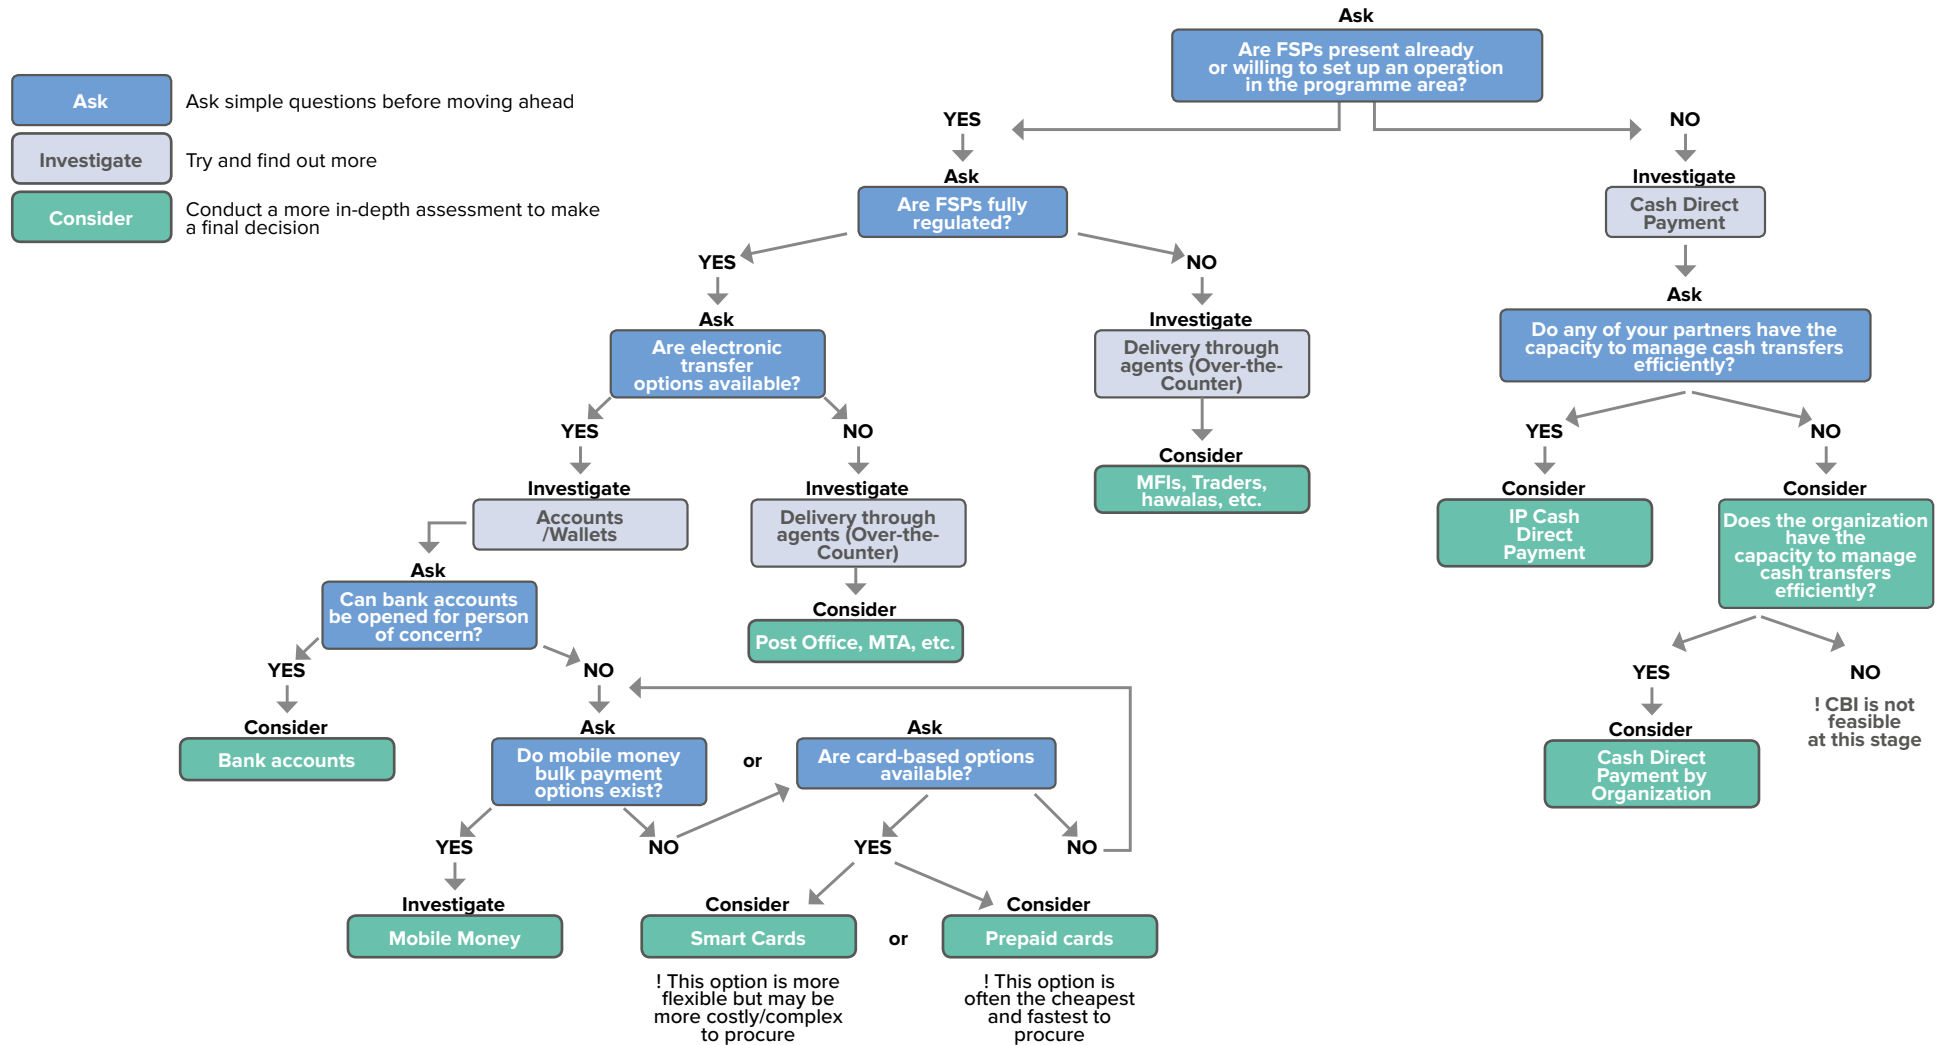 Ask
Ask simple questions before moving ahead
Investigate
Try and find out more
Consider
Conduct a more in-depth assessment to make
a final decision
Ask
Are FSPs present already
or willing to set up an operation
in the programme area?
YES
NO
Ask
Are FSPs fully
regulated?
Investigate
Cash Direct
Payment
YES
NO
Ask
Are electronic
transfer
options available?
Investigate
Delivery through
agents (Over-the-
Counter)
Ask
Do any of your partners have the
capacity to manage cash transfers
efficiently?
YES
NO
Consider
MFIs, Traders,
hawalas, etc.
YES
NO
Investigate
Accounts
/Wallets
Investigate
Delivery through
agents (Over-the-
Counter)
Consider
IP Cash
Direct
Payment
Consider
Does the organization
have the
capacity to manage
cash transfers
efficiently?
Ask
Can bank accounts
be opened for person
of concern?
Consider
Post Office, MTA, etc.
YES
NO
YES
NO
! CBI is not
feasible
at this stage
Consider
Bank accounts
Ask
Do mobile money
bulk payment
options exist?
or
Ask
Are card-based options
available?
Consider
Cash Direct
Payment by
Organization
YES
NO
YES
NO
Investigate
Mobile Money
Consider
Smart Cards
or
Consider
Prepaid cards
! This option is more
flexible but may be
more costly/complex
to procure
! This option is
often the cheapest
and fastest to
procure